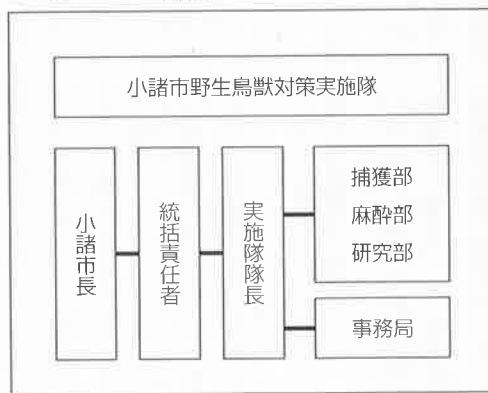 小諸市野生鳥獣対策実施隊
小諸市長
統括責任者
実施隊隊長
捕獲部
麻酔部
研究部
事務局